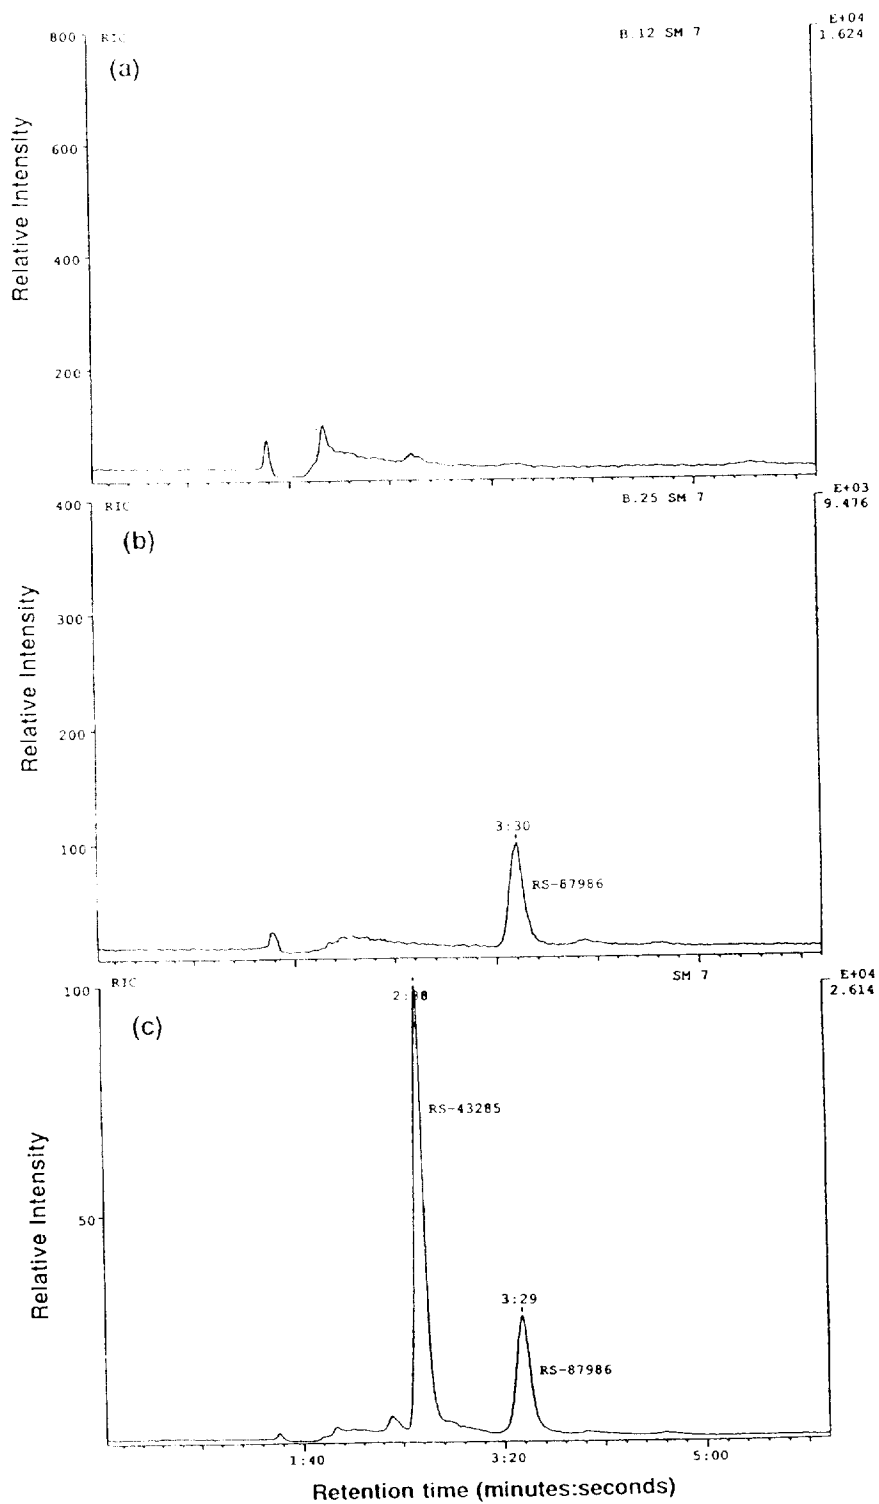 800 RIC B.12 SM 7 E+04
1.624
(a)
Relative Intensity
600
400
200
400 RIC B.25 SM 7 E+03
9.476
(b)
Relative Intensity
300
200
100
3:30
RS-87986
100 RIC SM 7 E+04
2.614
(c)
RS-43285
Relative Intensity
50
3:29
RS-87986
1:40 3:20 5:00
Retention time (minutes:seconds)